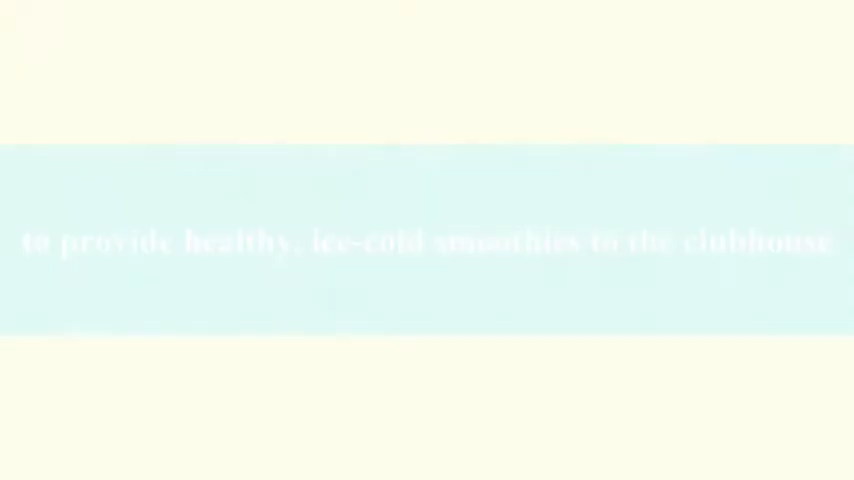 to provide healthy, ice-cold smoothies to the clubhouse